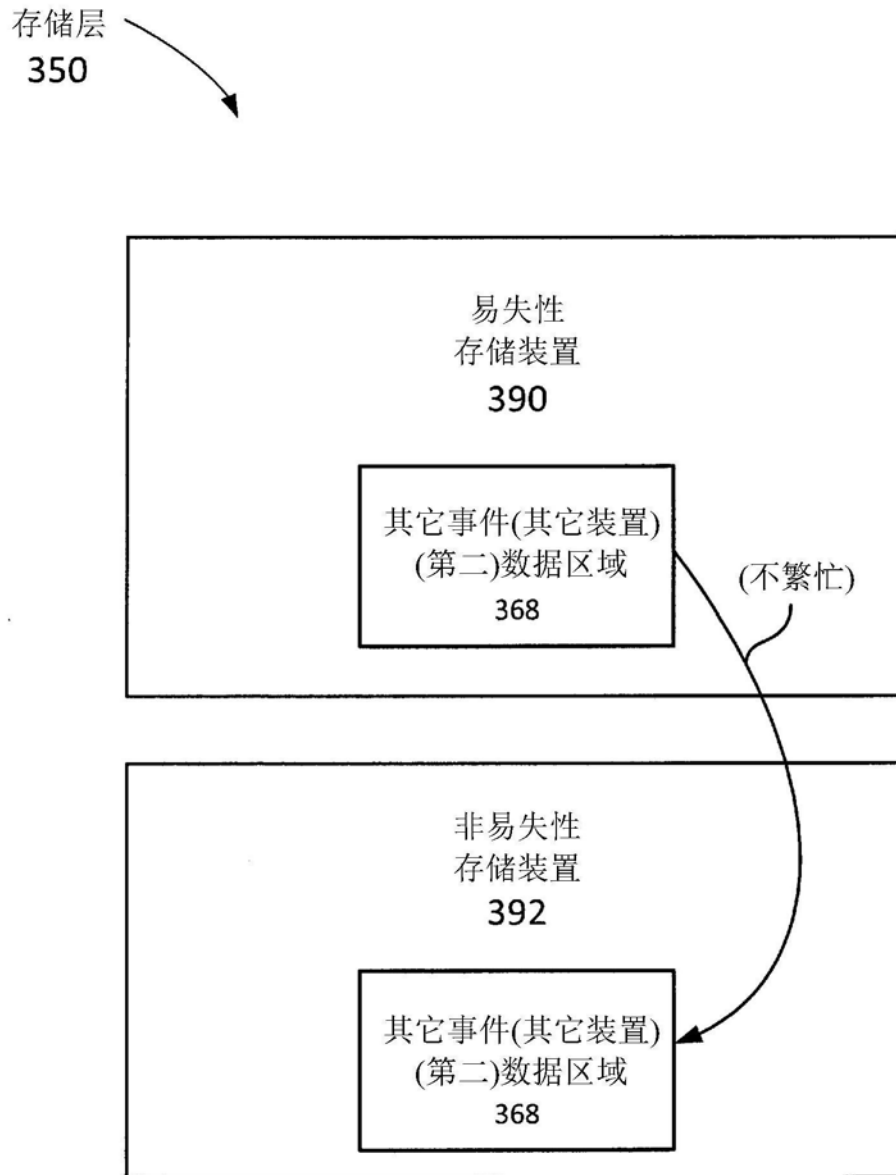 存储层
350
易失性
存储装置
390
其它事件(其它装置)
(第二)数据区域
368
(不繁忙)
非易失性
存储装置
392
其它事件(其它装置)
(第二)数据区域
368